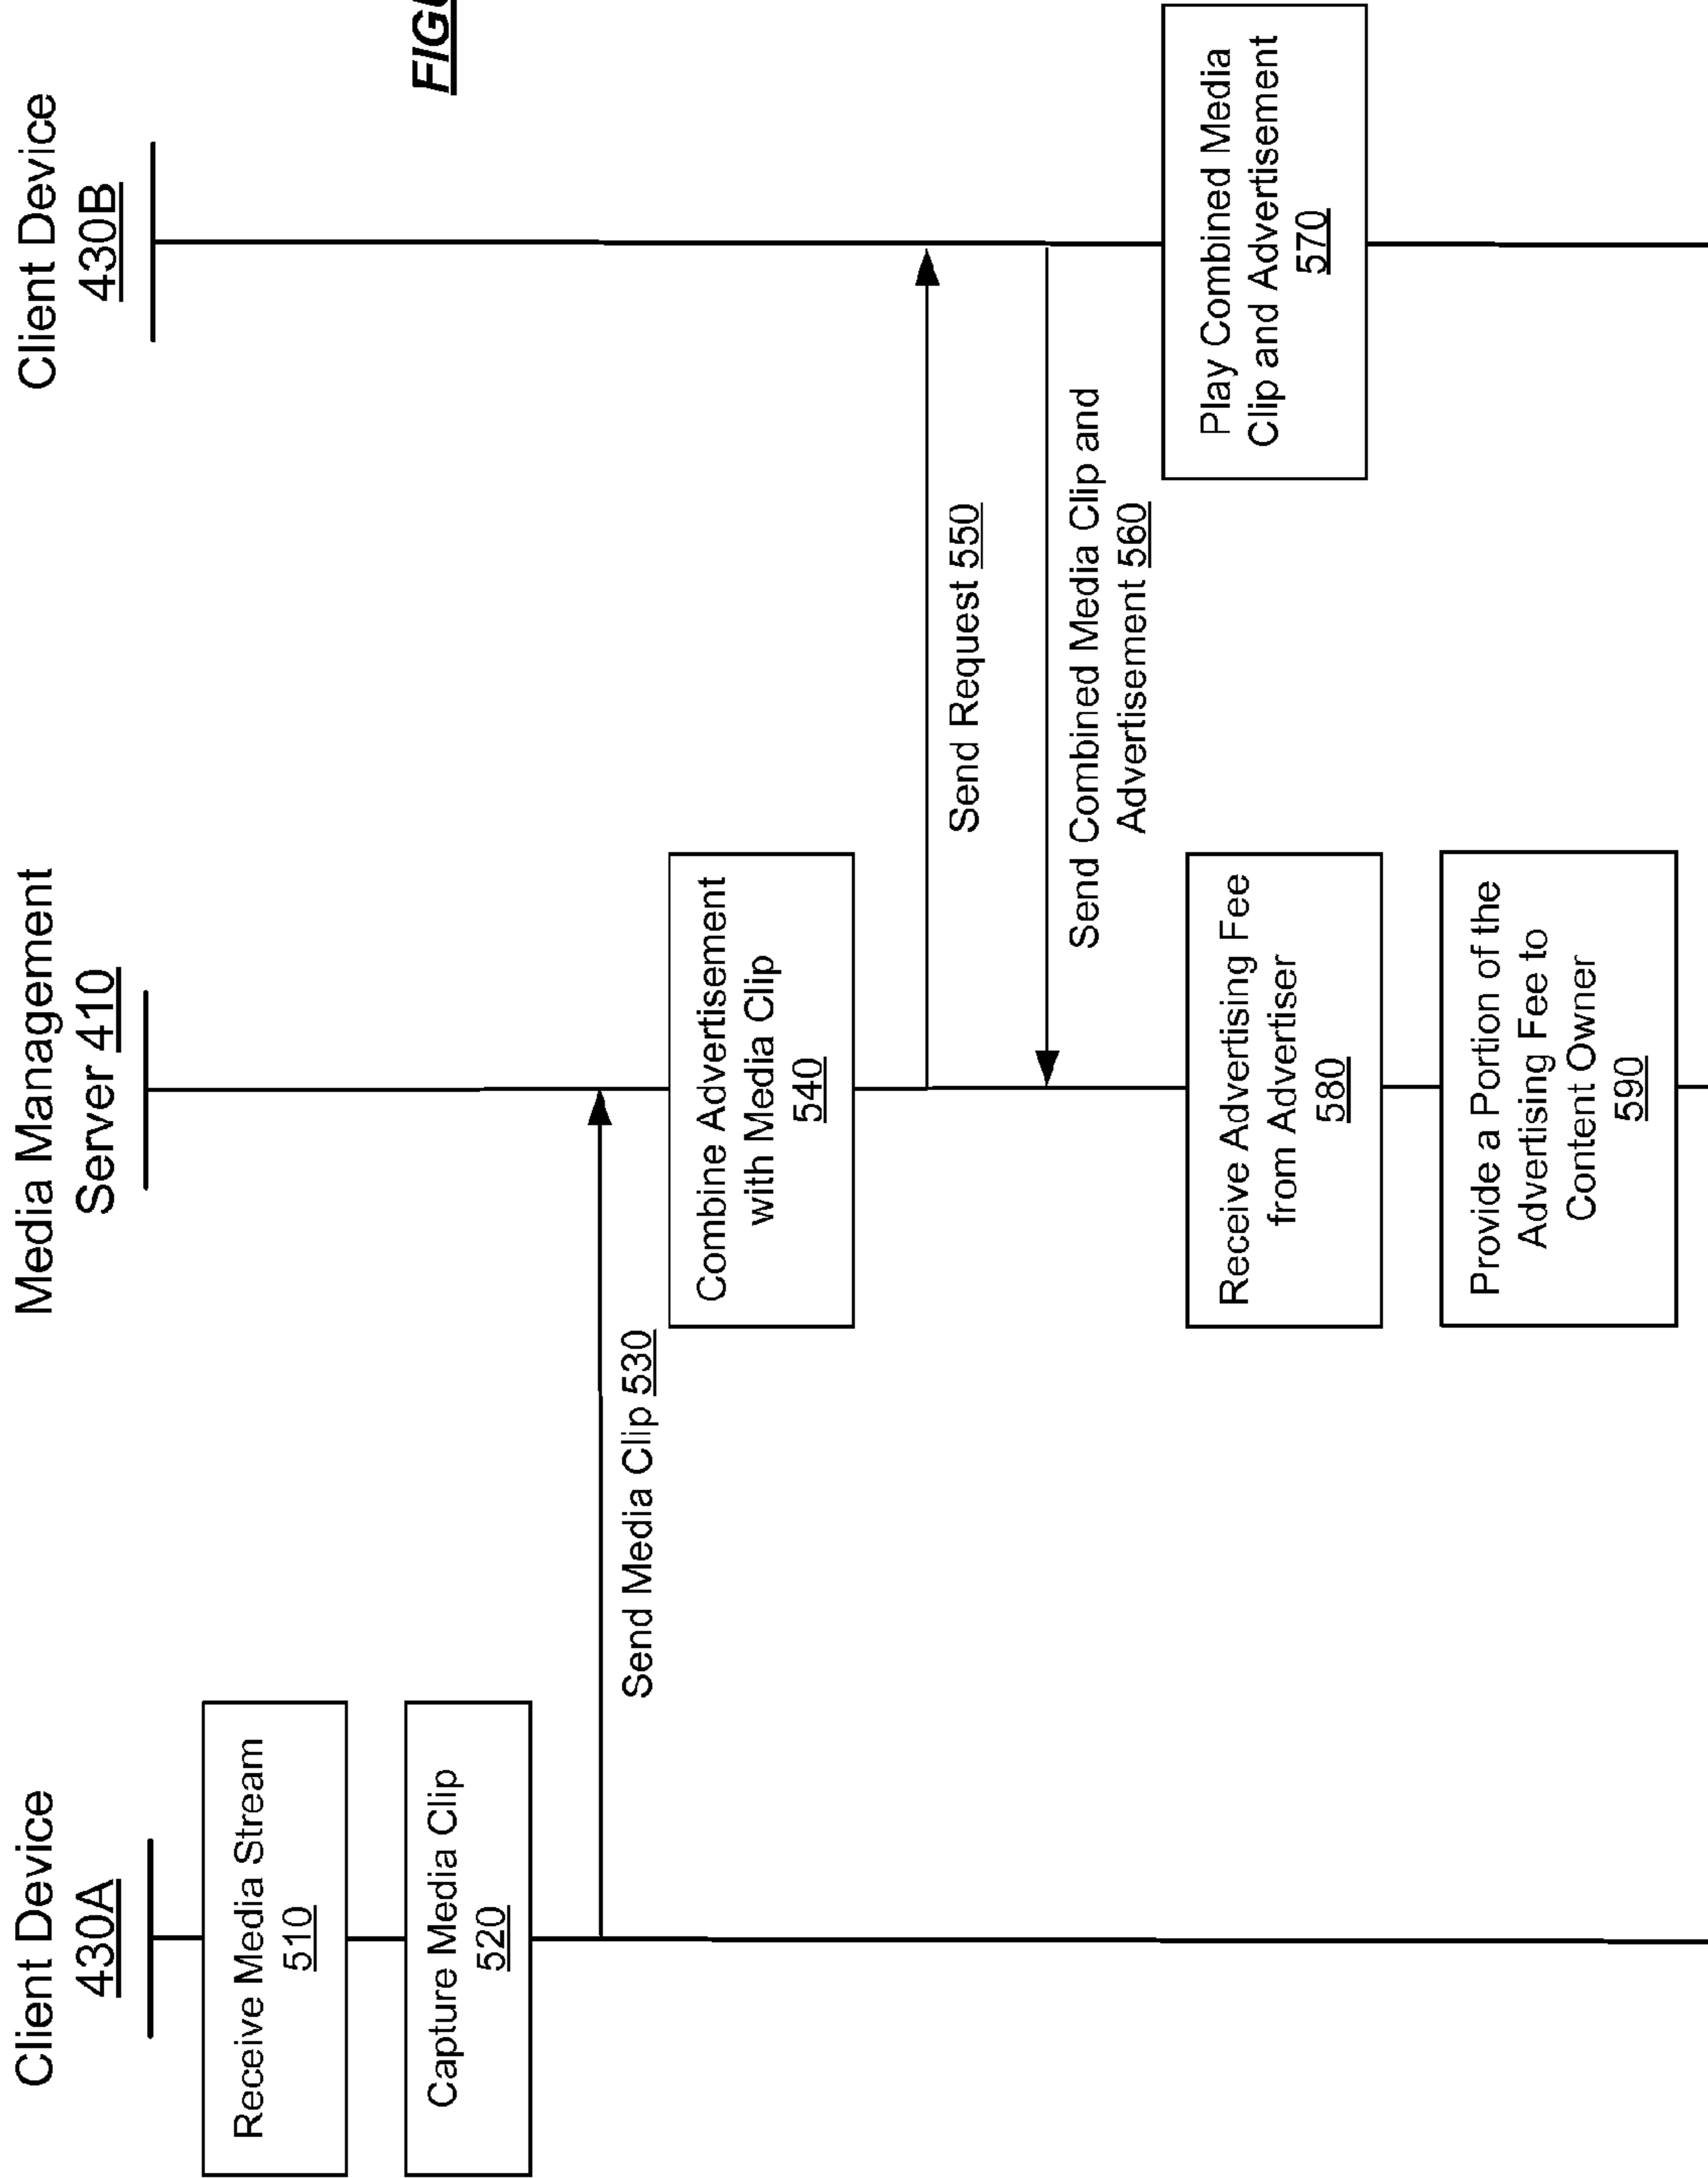 Client Device
430A
Media Management
Server 410
Client Device
430B
Receive Media Stream
510
Capture Media Clip
520
Send Media Clip 530
Combine Advertisement
with Media Clip
540
Send Request 550
Send Combined Media Clip and
Advertisement 560
Play Combined Media
Clip and Advertisement
570
Receive Advertising Fee
from Advertiser
580
Provide a Portion of the
Advertising Fee to
Content Owner
590